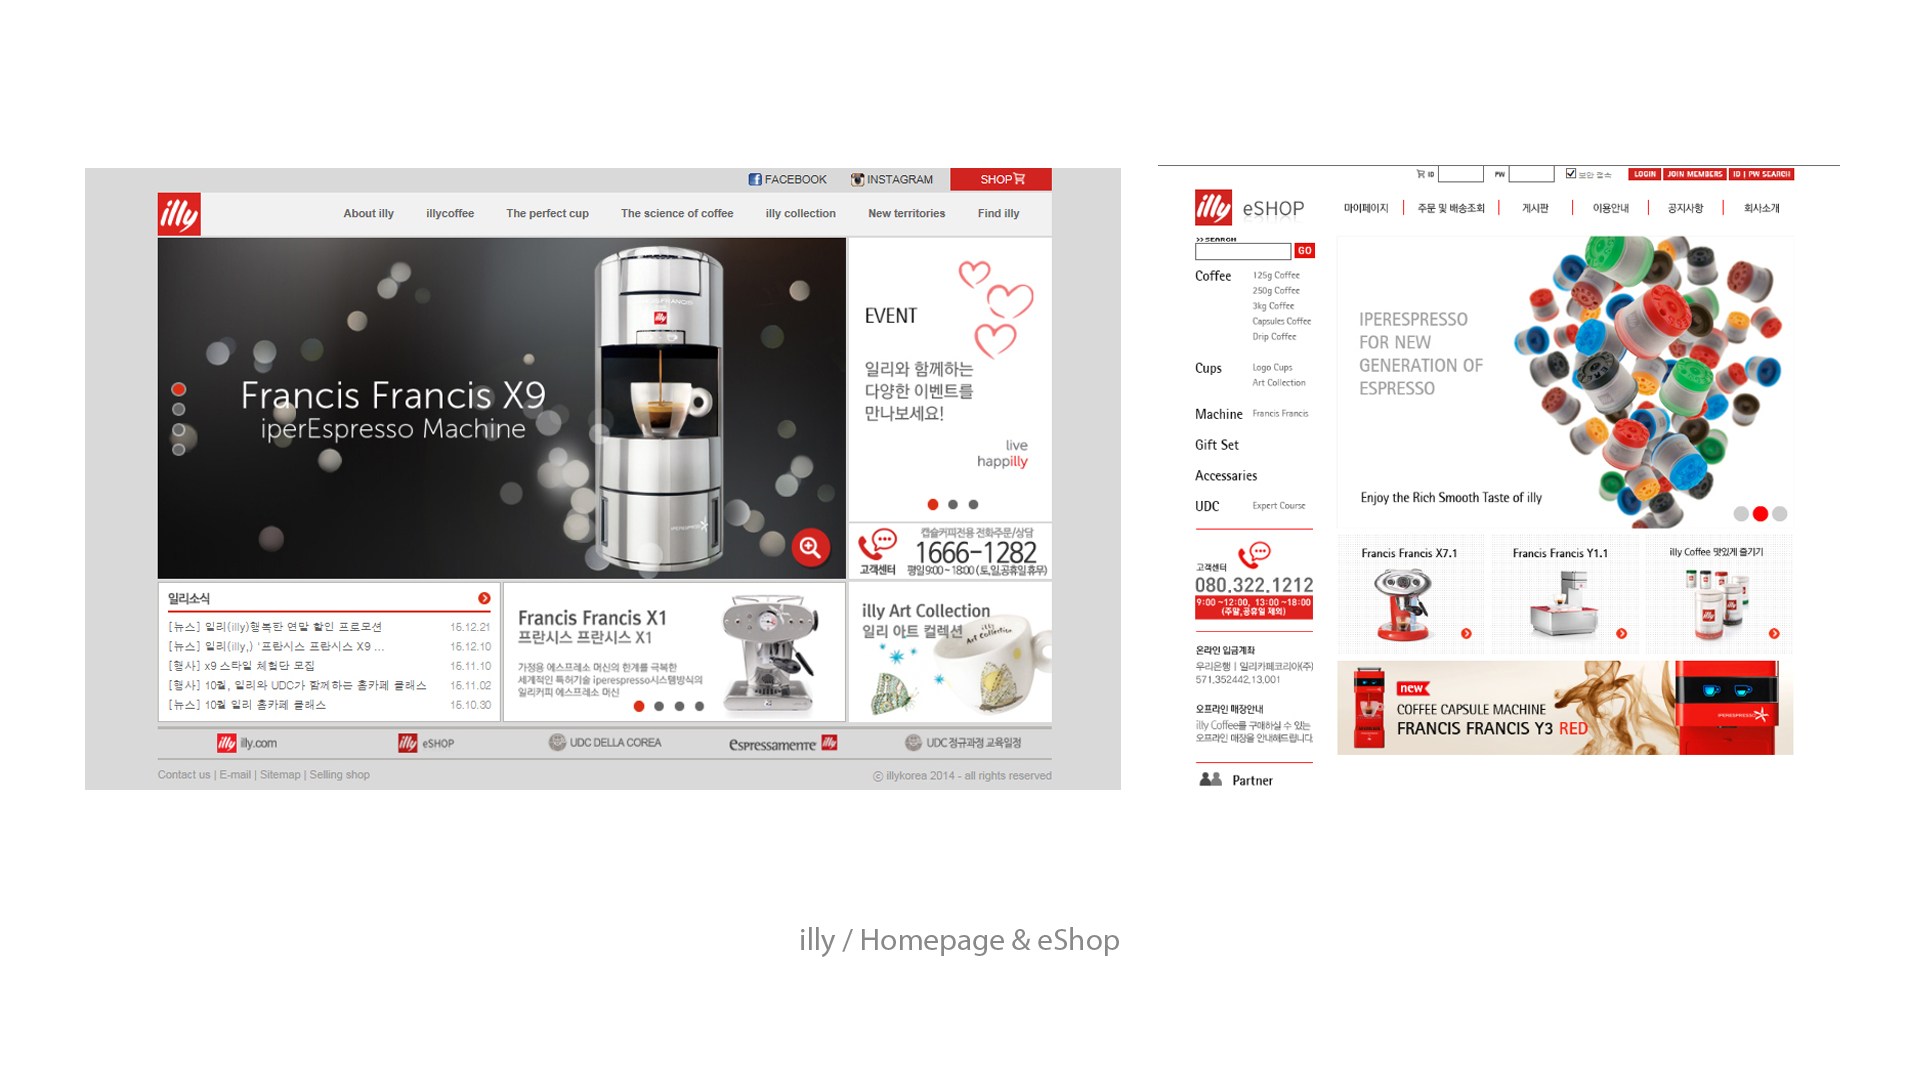 FACEBOOK INSTAGRAM SHOP
illy
About illy illycoffee The perfect cup The science of coffee illy collection New territories Find illy
Francis Francis X9
iperEspresso Machine
illy
EVENT
일리와 함께하는
다양한 이벤트를
만나보세요!
live
happilly
캡슐커피전용 전화주문/상담
1666-1282
고객센터 평일9:00~18:00 (토,일,공휴일휴무)
일리소식
[뉴스] 일리(illy)행복한 연말 할인 프로모션 15.12.21
[뉴스] 일리(illy,) '프란시스 프란시스 X9 ... 15.12.10
[행사] x9 스타일 체험단 모집 15.11.10
[행사] 10월, 일리와 UDC가 함께하는 홈카페 클래스 15.11.02
[뉴스] 10월 일리 홈카페 클래스 15.10.30
Francis Francis X1
프란시스 프란시스 X1
가정용 에스프레소 머신의 한계를 극복한
세계적인 특허기술 iperespresso시스템방식의
일리커피 에스프레소 머신
illy Art Collection
일리 아트 컬렉션
illy
Art Collection
illy illy.com
illy eSHOP
UDC DELLA COREA
espressamente illy
UDC 정규과정 교육일정
Contact us | E-mail | Sitemap | Selling shop
ⓒ illykorea 2014 - all rights reserved
ID PW 보안 접속 LOGIN JOIN MEMBERS ID | PW SEARCH
illy eSHOP
마이페이지 주문 및 배송조회 게시판 이용안내 공지사항 회사소개
>> SEARCH
GO
Coffee 125g Coffee
250g Coffee
3kg Coffee
Capsules Coffee
Drip Coffee
Cups Logo Cups
Art Collection
Machine Francis Francis
Gift Set
Accessaries
UDC Expert Course
고객센터
080.322.1212
9:00 ~12:00, 13:00 ~18:00
(주말,공휴일 제외)
온라인 입금계좌
우리은행 | 일리카페코리아(주)
571.352442.13.001
오프라인 매장안내
illy Coffee를 구매하실 수 있는
오프라인 매장을 안내해드립니다.
Partner
IPERESPRESSO
FOR NEW
GENERATION OF
ESPRESSO
Enjoy the Rich Smooth Taste of illy
Francis Francis X7.1
Francis Francis Y1.1
illy Coffee 맛있게 즐기기
new
COFFEE CAPSULE MACHINE
FRANCIS FRANCIS Y3 RED
IPERESPRESSO
illy / Homepage & eShop